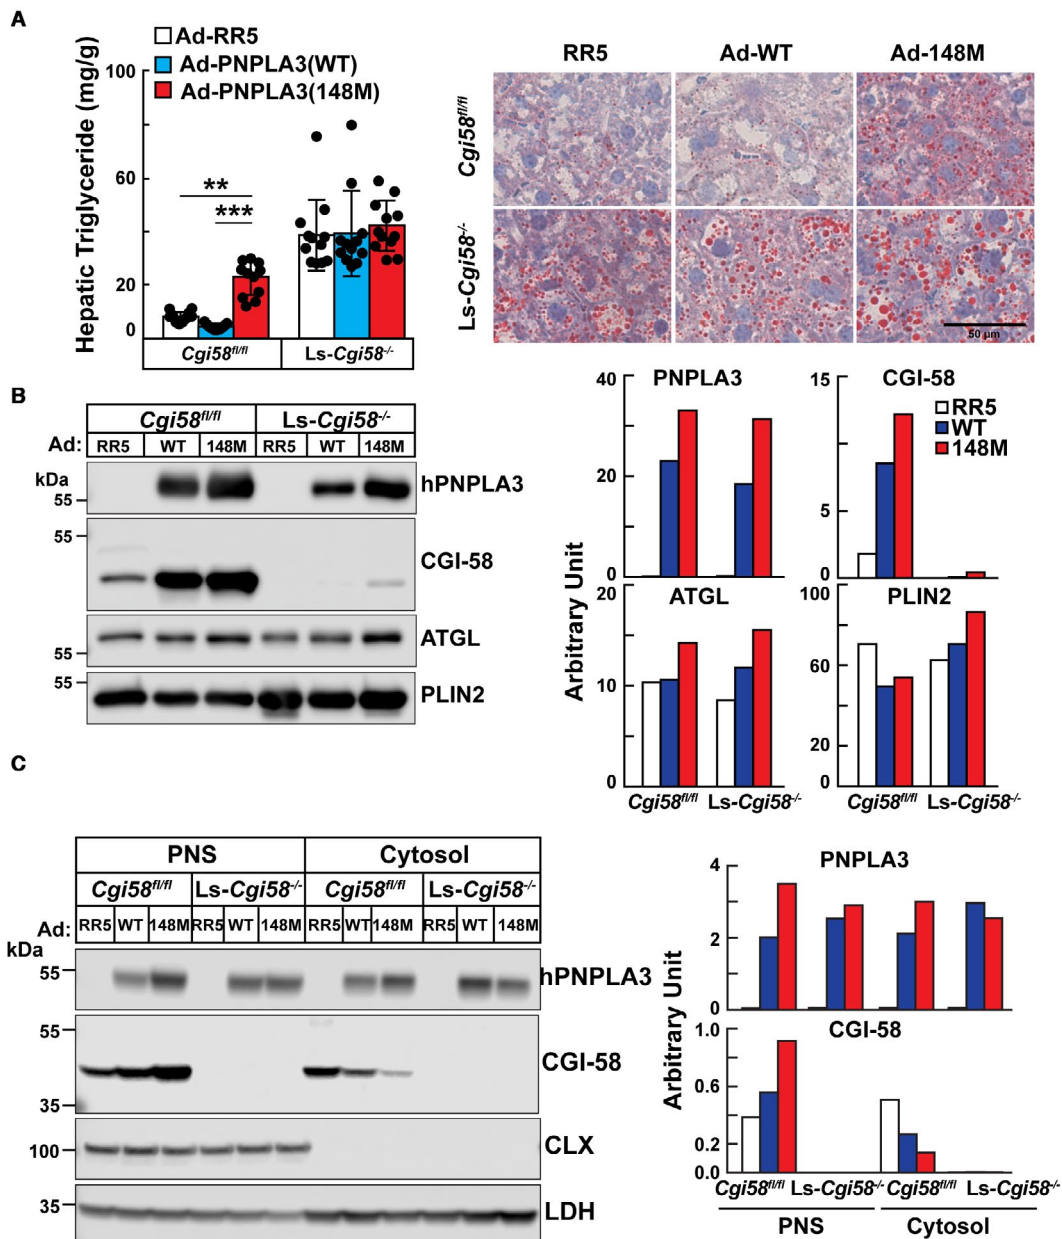 A
Ad-RR5
Ad-PNPLA3(WT)
Ad-PNPLA3(148M)
Hepatic Triglyceride (mg/g)
100
60
20
0
**
***
Cgi58fl/fl
Ls-Cgi58-/-
RR5
Ad-WT
Ad-148M
Cgi58fl/fl
Ls-Cgi58-/-
50 µm
B
Cgi58fl/fl
Ls-Cgi58-/-
Ad:
RR5
WT
148M
RR5
WT
148M
kDa
55
hPNPLA3
55
CGI-58
55
ATGL
55
PLIN2
Arbitrary Unit
PNPLA3
40
20
0
CGI-58
15
0
RR5
WT
148M
ATGL
20
10
0
PLIN2
100
60
20
0
Cgi58fl/fl
Ls-Cgi58-/-
Cgi58fl/fl
Ls-Cgi58-/-
C
PNS
Cytosol
Cgi58fl/fl
Ls-Cgi58-/-
Cgi58fl/fl
Ls-Cgi58-/-
Ad:
RR5
WT
148M
RR5
WT
148M
RR5
WT
148M
RR5
WT
148M
kDa
55
hPNPLA3
55
CGI-58
35
100
CLX
35
LDH
Arbitrary Unit
PNPLA3
4
2
0
CGI-58
1.0
0.6
0.2
0.0
Cgi58fl/fl
Ls-Cgi58-/-
Cgi58fl/fl
Ls-Cgi58-/-
PNS
Cytosol